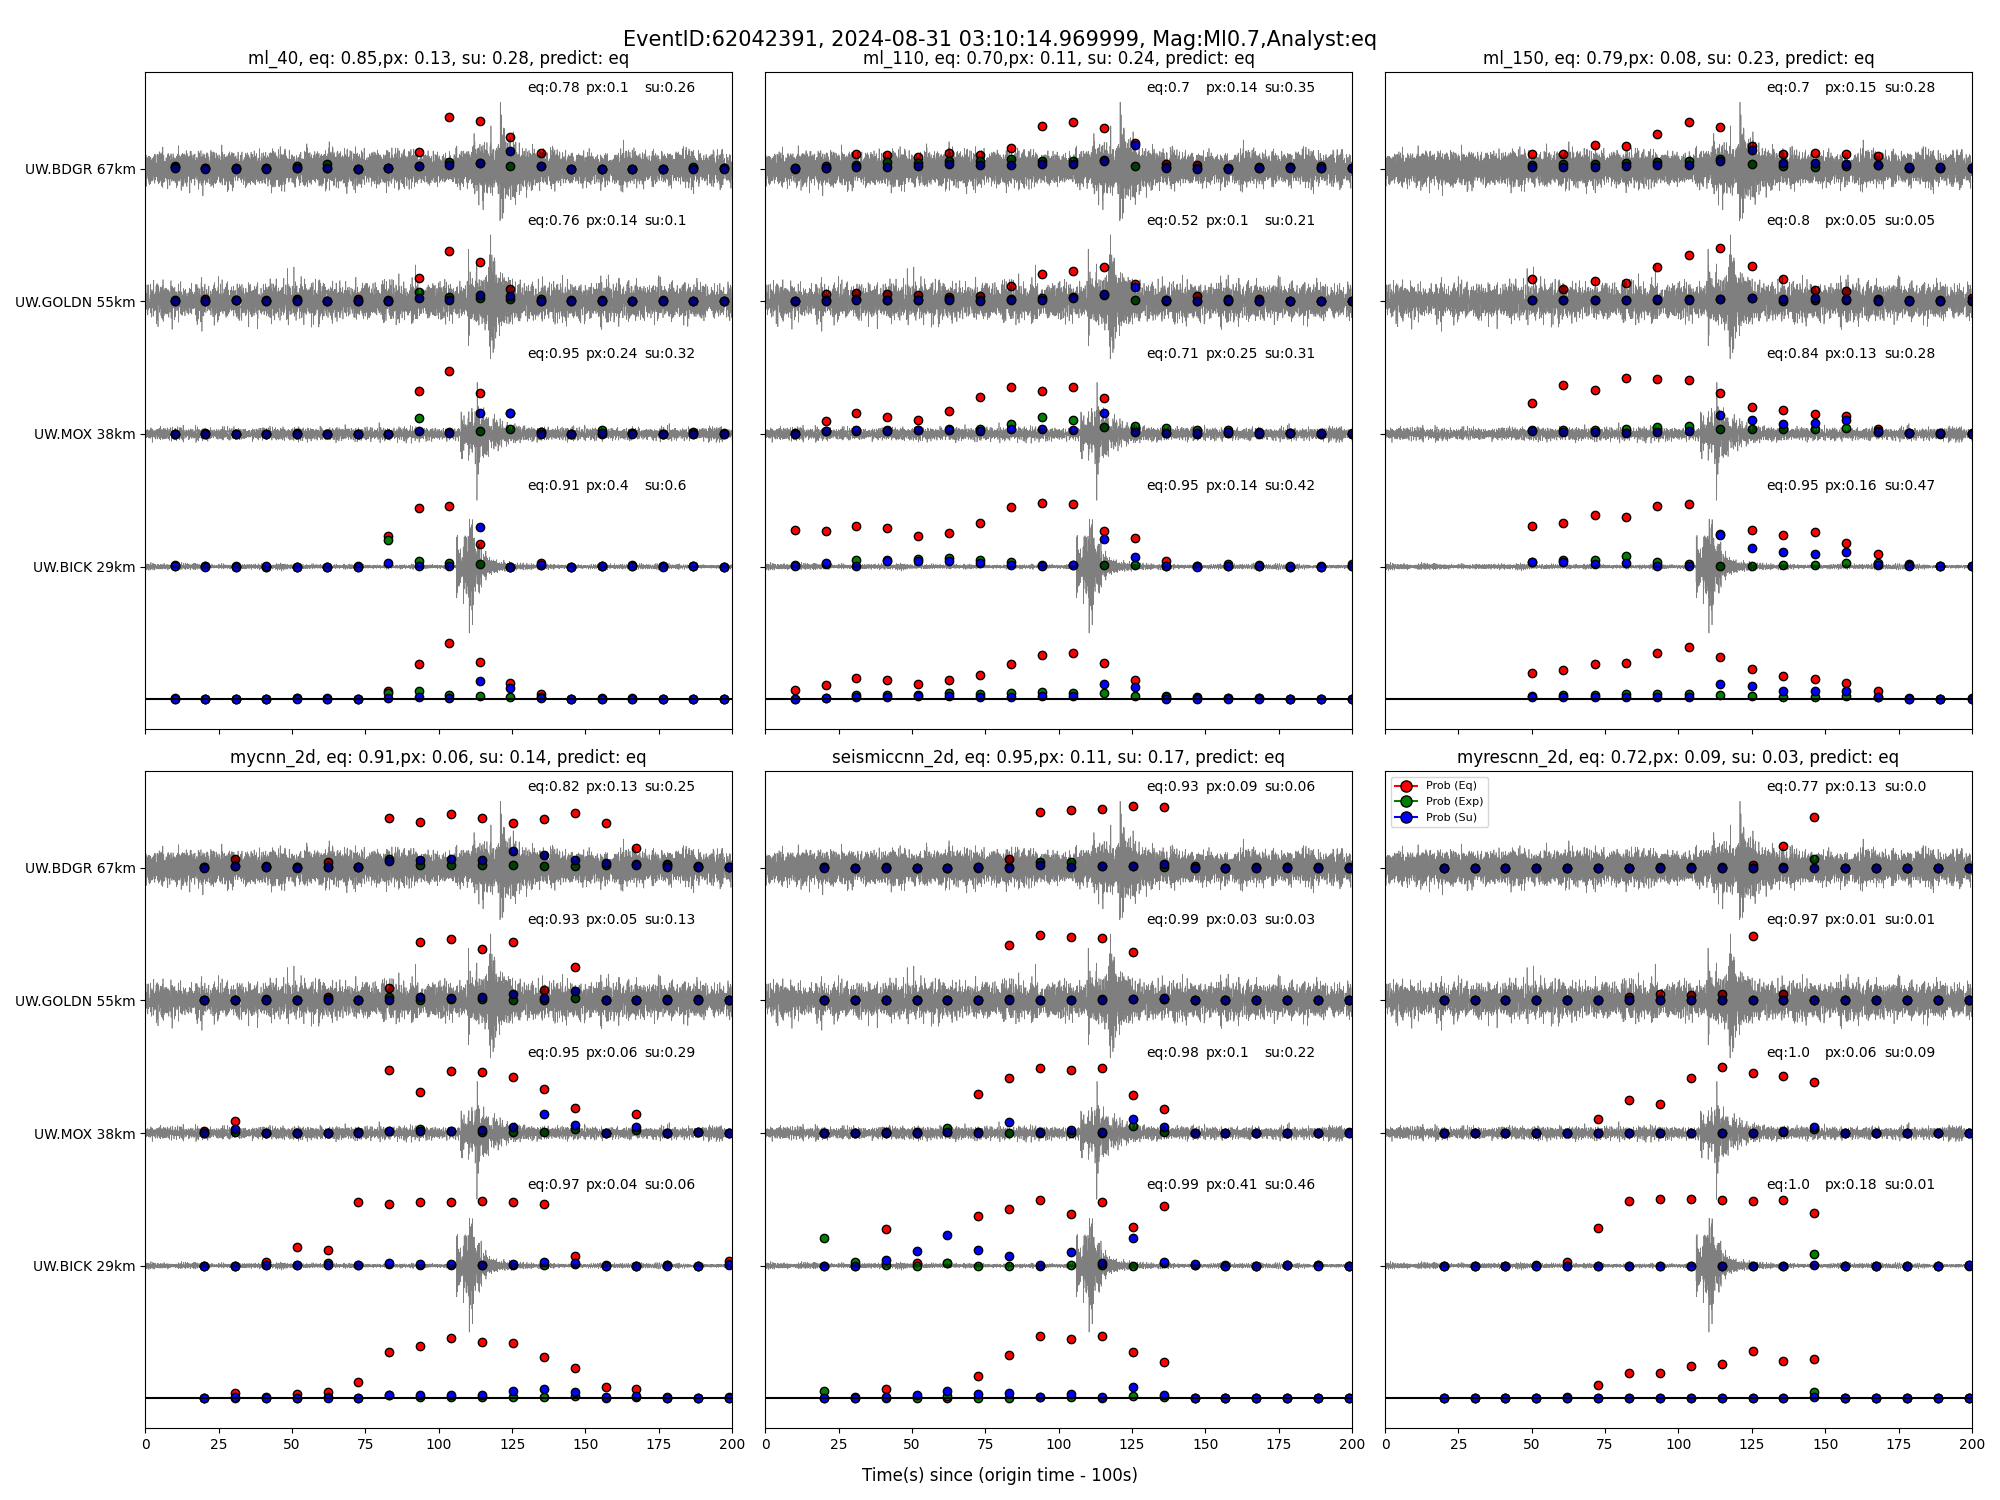 EventID:62042391, 2024-08-31 03:10:14.969999, Mag:Ml0.7,Analyst:eq
ml_40, eq: 0.85,px: 0.13, su: 0.28, predict: eq
eq:0.78 px:0.1 su:0.26
UW.BDGR 67km
eq:0.76 px:0.14 su:0.1
UW.GOLDN 55km
eq:0.95 px:0.24 su:0.32
UW.MOX 38km
eq:0.91 px:0.4 su:0.6
UW.BICK 29km
ml_110, eq: 0.70,px: 0.11, su: 0.24, predict: eq
eq:0.7 px:0.14 su:0.35
eq:0.52 px:0.1 su:0.21
eq:0.71 px:0.25 su:0.31
eq:0.95 px:0.14 su:0.42
ml_150, eq: 0.79,px: 0.08, su: 0.23, predict: eq
eq:0.7 px:0.15 su:0.28
eq:0.8 px:0.05 su:0.05
eq:0.84 px:0.13 su:0.28
eq:0.95 px:0.16 su:0.47
mycnn_2d, eq: 0.91,px: 0.06, su: 0.14, predict: eq
eq:0.82 px:0.13 su:0.25
UW.BDGR 67km
eq:0.93 px:0.05 su:0.13
UW.GOLDN 55km
eq:0.95 px:0.06 su:0.29
UW.MOX 38km
eq:0.97 px:0.04 su:0.06
UW.BICK 29km
0 25 50 75 100 125 150 175 200
seismiccnn_2d, eq: 0.95,px: 0.11, su: 0.17, predict: eq
eq:0.93 px:0.09 su:0.06
eq:0.99 px:0.03 su:0.03
eq:0.98 px:0.1 su:0.22
eq:0.99 px:0.41 su:0.46
0 25 50 75 100 125 150 175 200
myrescnn_2d, eq: 0.72,px: 0.09, su: 0.03, predict: eq
Prob (Eq)
Prob (Exp)
Prob (Su)
eq:0.77 px:0.13 su:0.0
eq:0.97 px:0.01 su:0.01
eq:1.0 px:0.06 su:0.09
eq:1.0 px:0.18 su:0.01
0 25 50 75 100 125 150 175 200
Time(s) since (origin time - 100s)